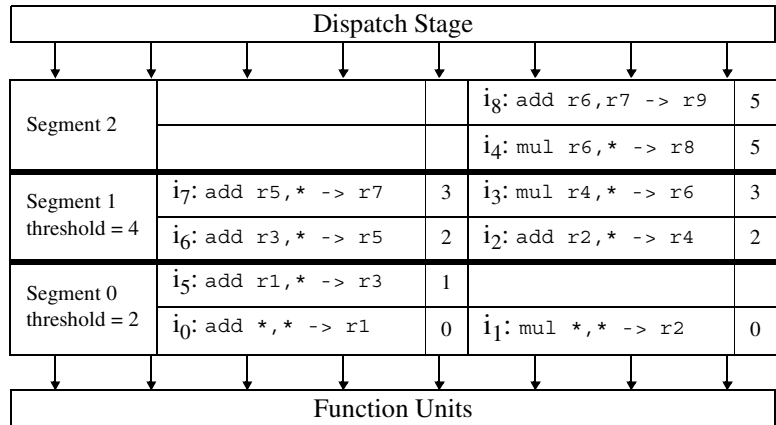 Dispatch Stage
Segment 2
i8: add r6,r7 -> r9 5
i4: mul r6,* -> r8 5
Segment 1
threshold = 4
i7: add r5,* -> r7 3 i3: mul r4,* -> r6 3
i6: add r3,* -> r5 2 i2: add r2,* -> r4 2
Segment 0
threshold = 2
i5: add r1,* -> r3 1
i0: add *,* -> r1 0 i1: mul *,* -> r2 0
Function Units